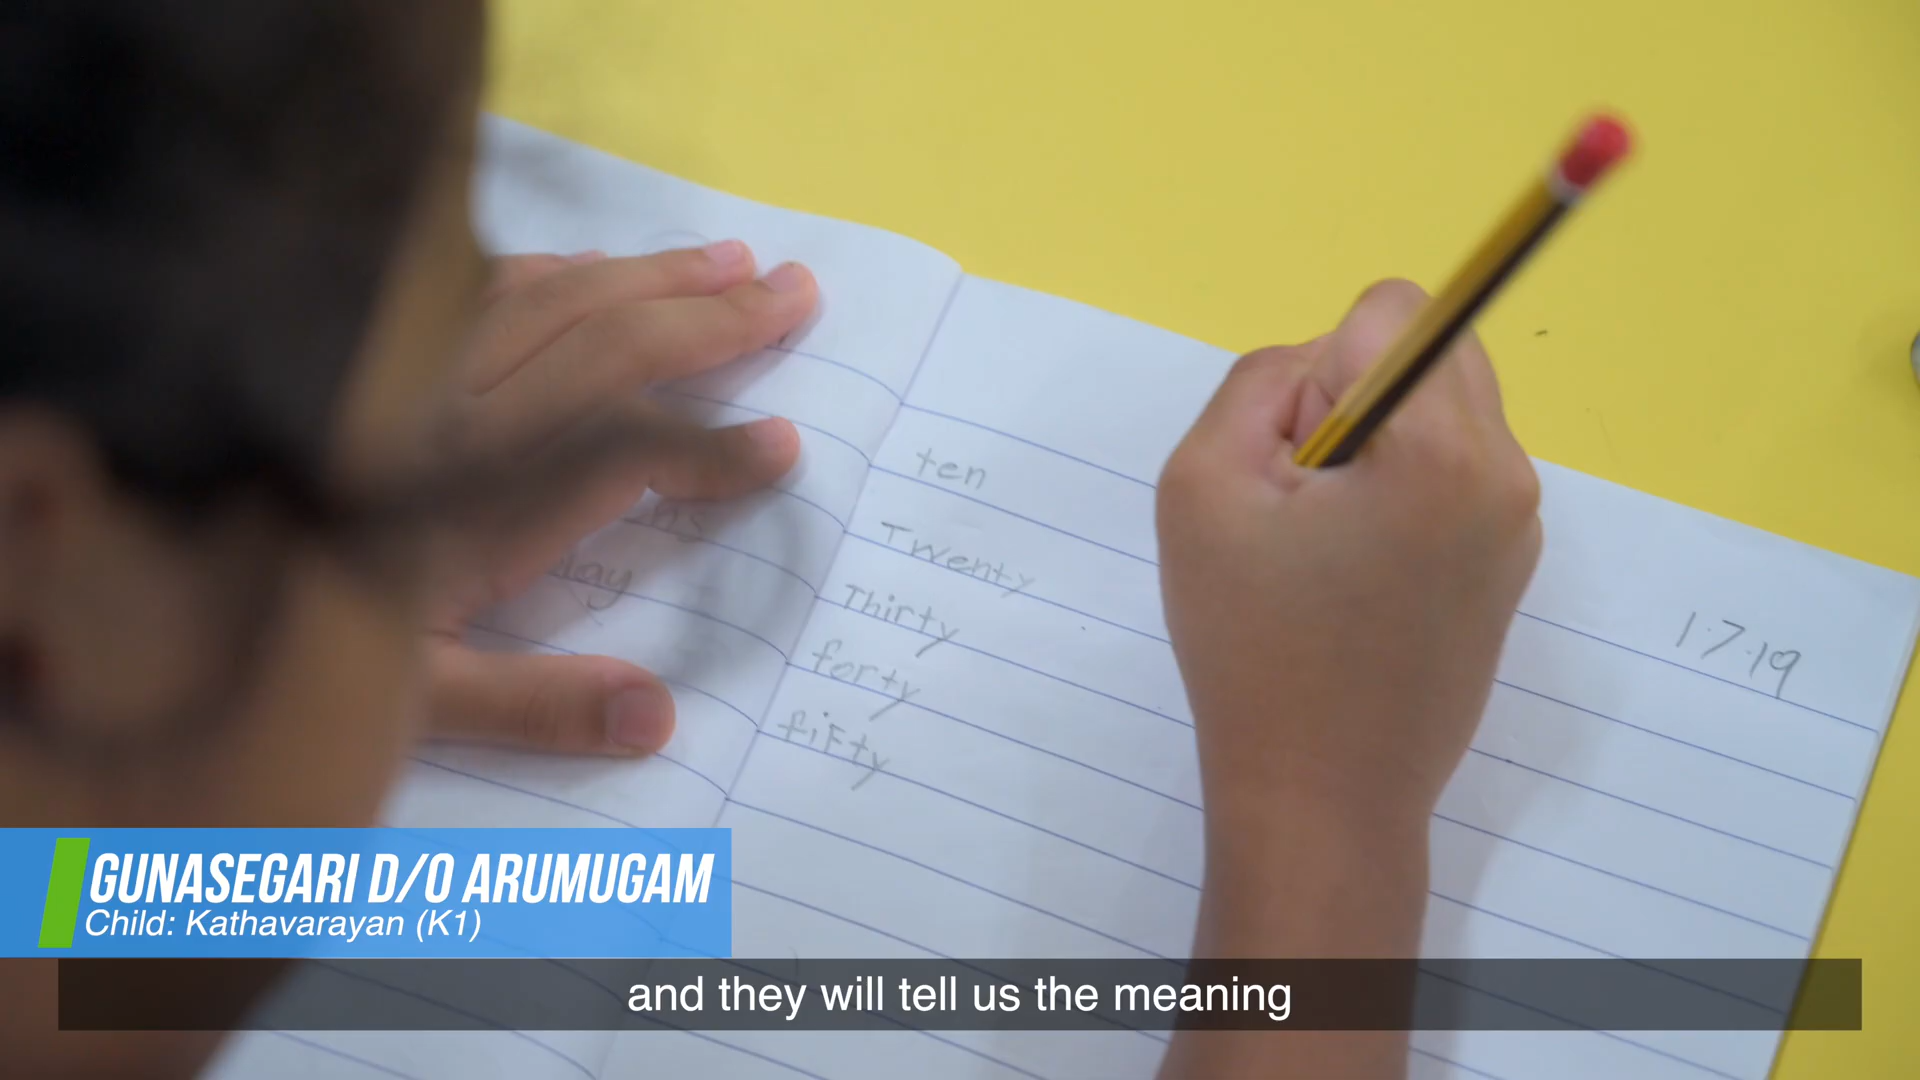 ten
Twenty
Thirty
forty
fiFty
1.7.19
play
GUNASEGARI D/O ARUMUGAM
Child: Kathavarayan (K1)
and they will tell us the meaning